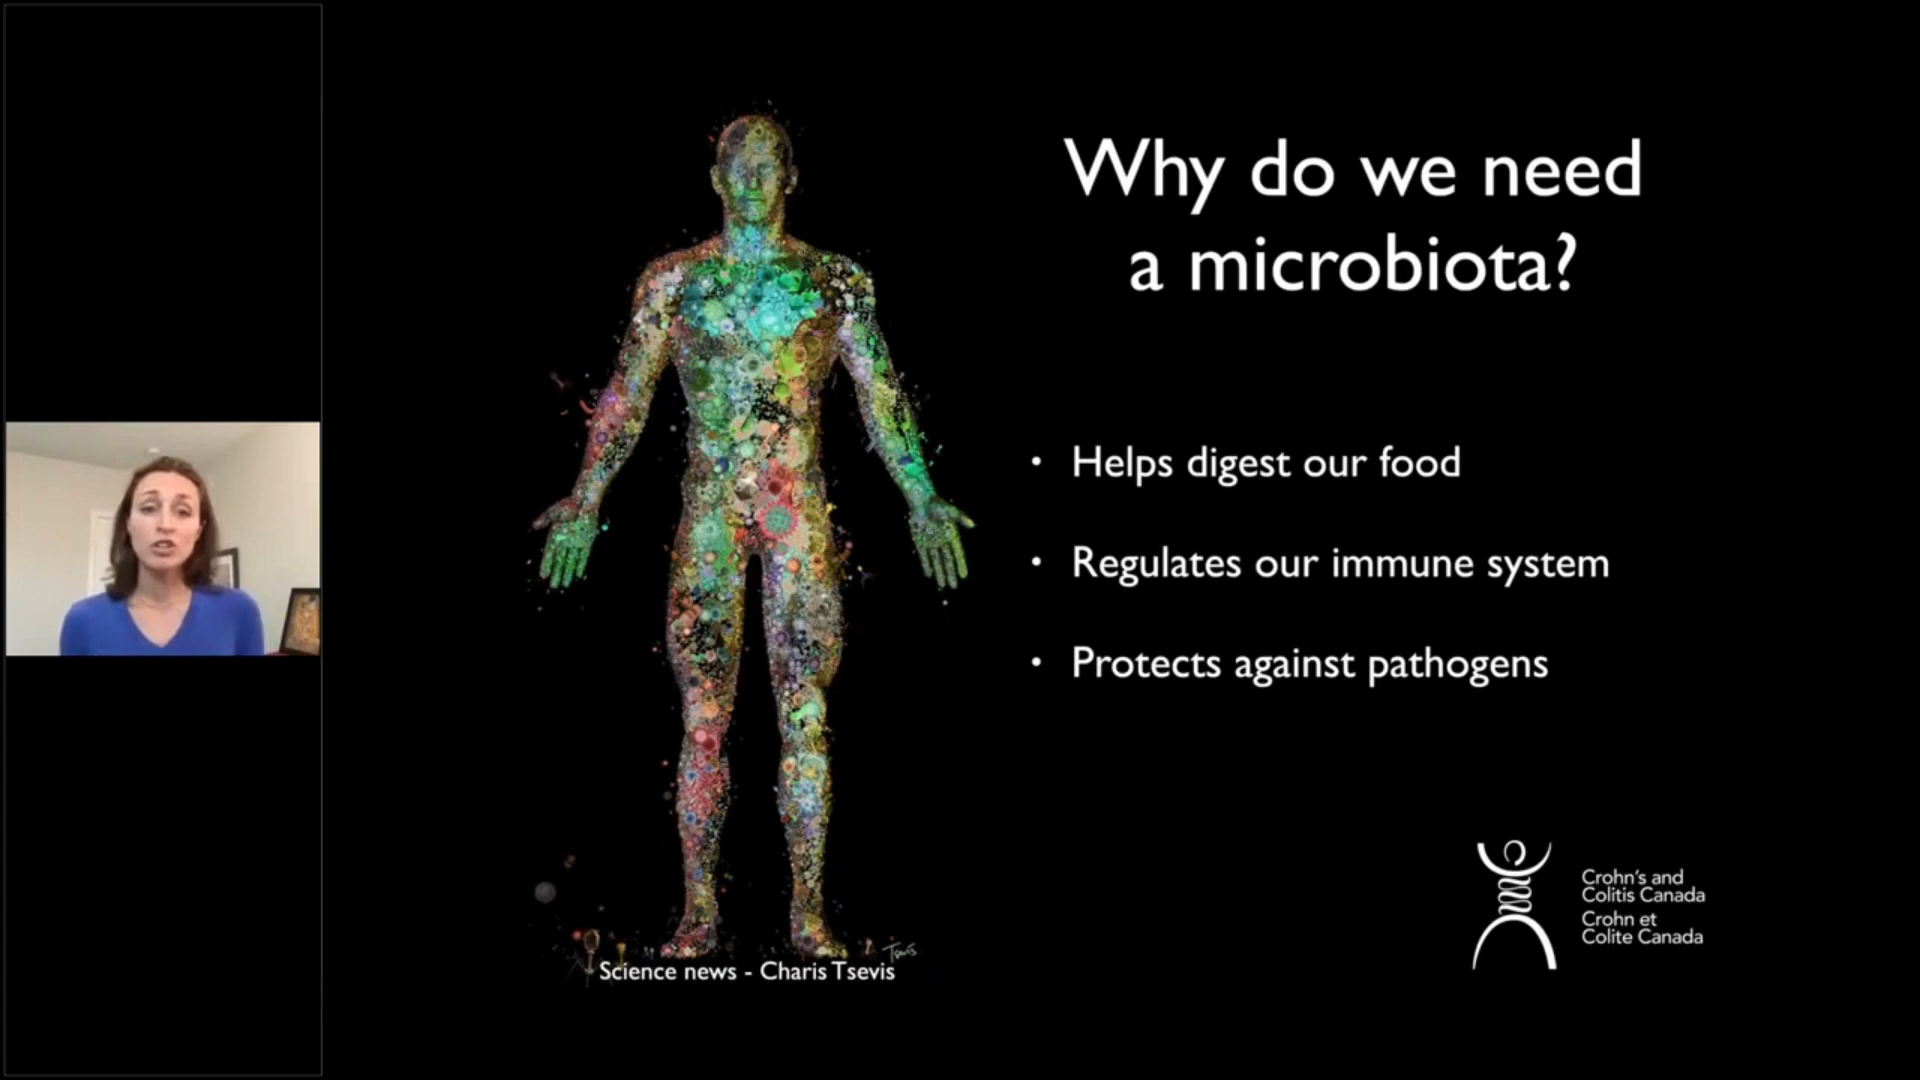 Why do we need
a microbiota?
• Helps digest our food
• Regulates our immune system
• Protects against pathogens
Crohn's and
Colitis Canada
Crohn et
Colite Canada
Tsevis
Science news - Charis Tsevis